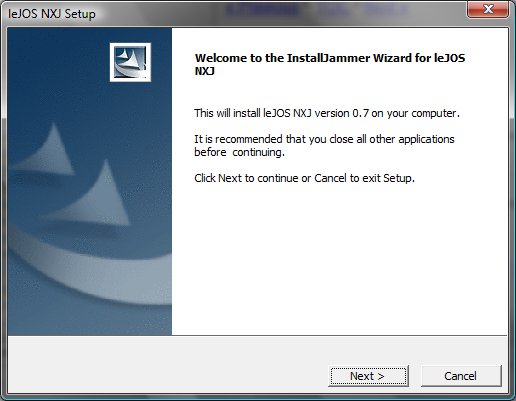 leJOS NXJ Setup
Welcome to the InstallJammer Wizard for leJOS
NXJ
This will install leJOS NXJ version 0.7 on your computer.
It is recommended that you close all other applications
before  continuing.
Click Next to continue or Cancel to exit Setup.
Next >
Cancel